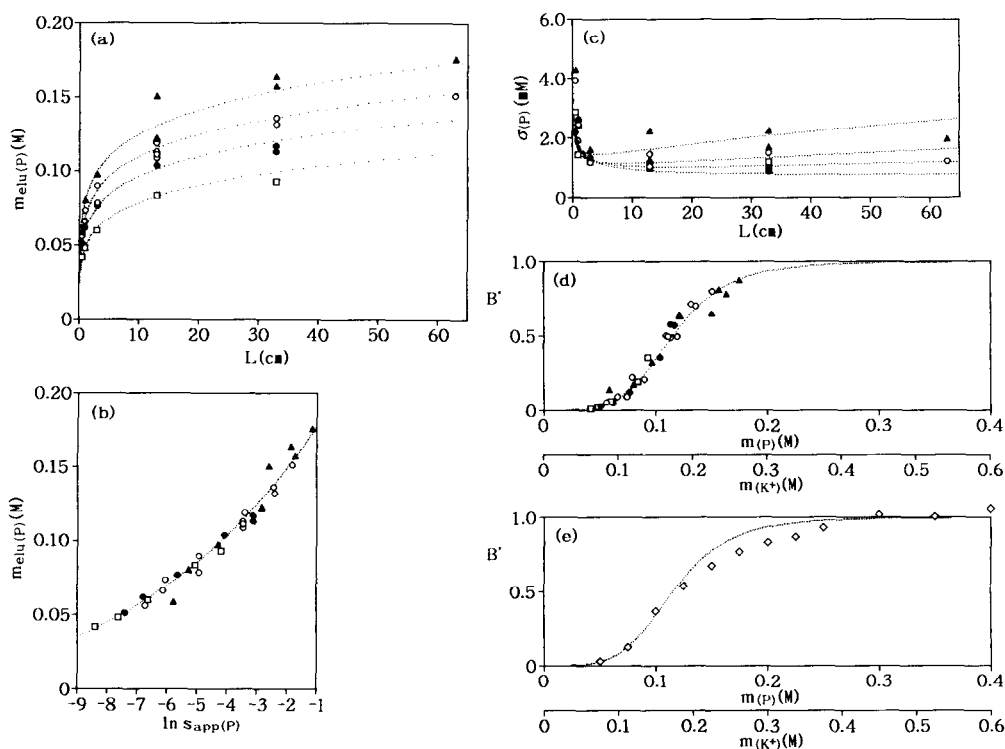 (a)
m_elu(P) (M)
0.20
0.15
0.10
0.05
0
0 10 20 30 40 50 60
L(cm)
(b)
m_elu(P) (M)
0.20
0.15
0.10
0.05
0
-9 -8 -7 -6 -5 -4 -3 -2 -1
ln s_app(P)
(c)
σ_(P) (mM)
6.0
4.0
2.0
0
0 10 20 30 40 50 60
L(cm)
(d)
B'
1.0
0.5
0
0 0.1 0.2 0.3 0.4
m_(P) (M)
0 0.1 0.2 0.3 0.4 0.5 0.6
m_(K⁺) (M)
(e)
B'
1.0
0.5
0
0 0.1 0.2 0.3 0.4
m_(P) (M)
0 0.1 0.2 0.3 0.4 0.5 0.6
m_(K⁺) (M)